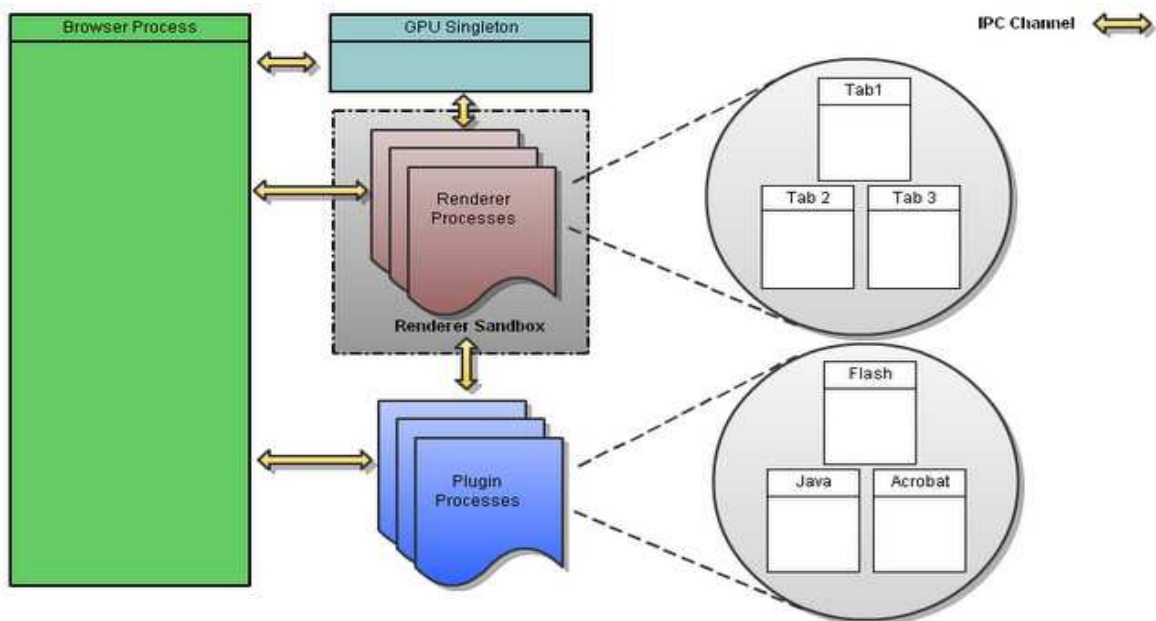 Browser Process
GPU Singleton
IPC Channel
Tab1
Tab 2
Tab 3
Renderer
Processes
Renderer Sandbox
Flash
Java
Acrobat
Plugin
Processes